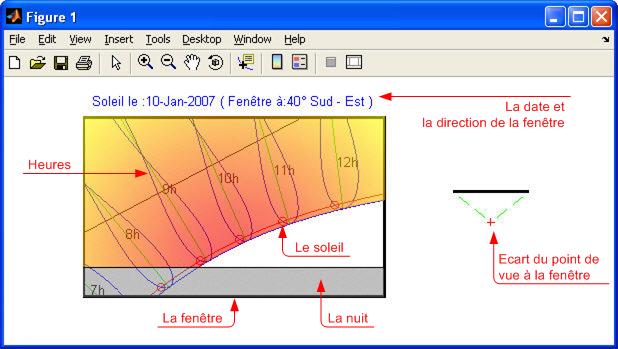 Figure 1
File Edit View Insert Tools Desktop Window Help
Soleil le :10-Jan-2007 ( Fenêtre à:40° Sud - Est )
La date et
la direction de la fenêtre
Heures
12h
11h
10h
9h
8h
7h
Le soleil
Ecart du point de
vue à la fenêtre
La fenêtre
La nuit